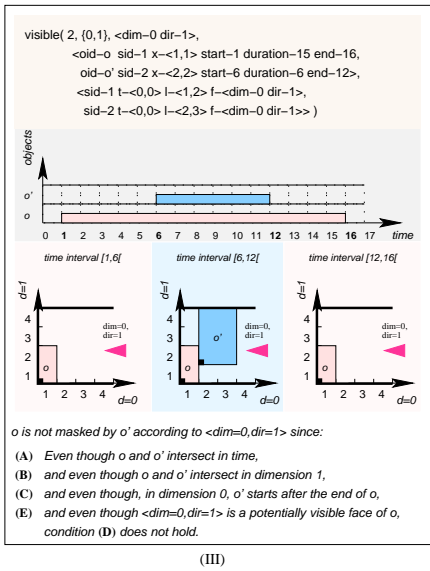 visible( 2, {0,1}, <dim-0 dir-1>,
<oid-o sid-1 x-<1,1> start-1 duration-15 end-16,
oid-o' sid-2 x-<2,2> start-6 duration-6 end-12>,
<sid-1 t-<0,0> l-<1,2> f-<dim-0 dir-1>,
sid-2 t-<0,0> l-<2,3> f-<dim-0 dir-1>> )
objects
o'
o
0 1 2 3 4 5 6 7 8 9 10 11 12 13 14 15 16 17 time
time interval [1,6[
time interval [6,12[
time interval [12,16[
d=1
4
3
2
1
o
dim=0,
dir=1
1 2 3 4
d=0
d=1
4
3
2
1
o
o'
dim=0,
dir=1
1 2 3 4
d=0
d=1
4
3
2
1
o
dim=0,
dir=1
1 2 3 4
d=0
o is not masked by o' according to <dim=0,dir=1> since:
(A) Even though o and o' intersect in time,
(B) and even though o and o' intersect in dimension 1,
(C) and even though, in dimension 0, o' starts after the end of o,
(E) and even though <dim=0,dir=1> is a potentially visible face of o,
condition (D) does not hold.
(III)